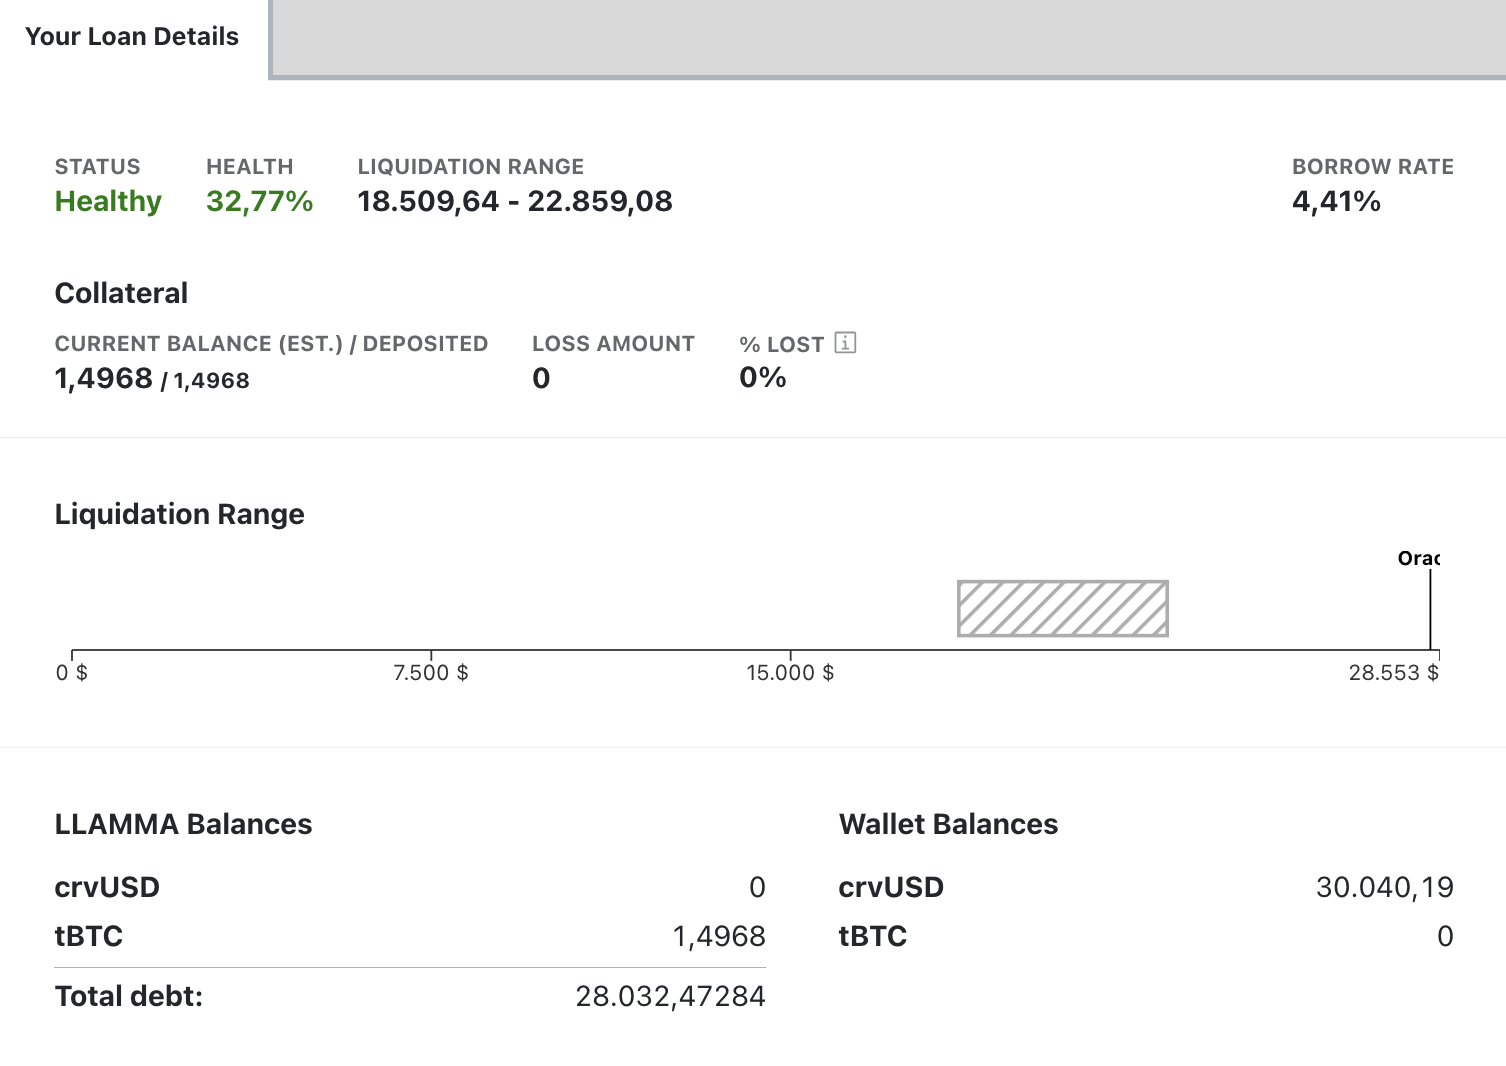 Your Loan Details
STATUS HEALTH LIQUIDATION RANGE BORROW RATE
Healthy 32,77% 18.509,64 - 22.859,08 4,41%
Collateral
CURRENT BALANCE (EST.) / DEPOSITED LOSS AMOUNT % LOST
1,4968 / 1,4968 0 0%
Liquidation Range
Orac
0 $ 7.500 $ 15.000 $ 28.553 $
LLAMMA Balances Wallet Balances
crvUSD 0 crvUSD 30.040,19
tBTC 1,4968 tBTC 0
Total debt: 28.032,47284